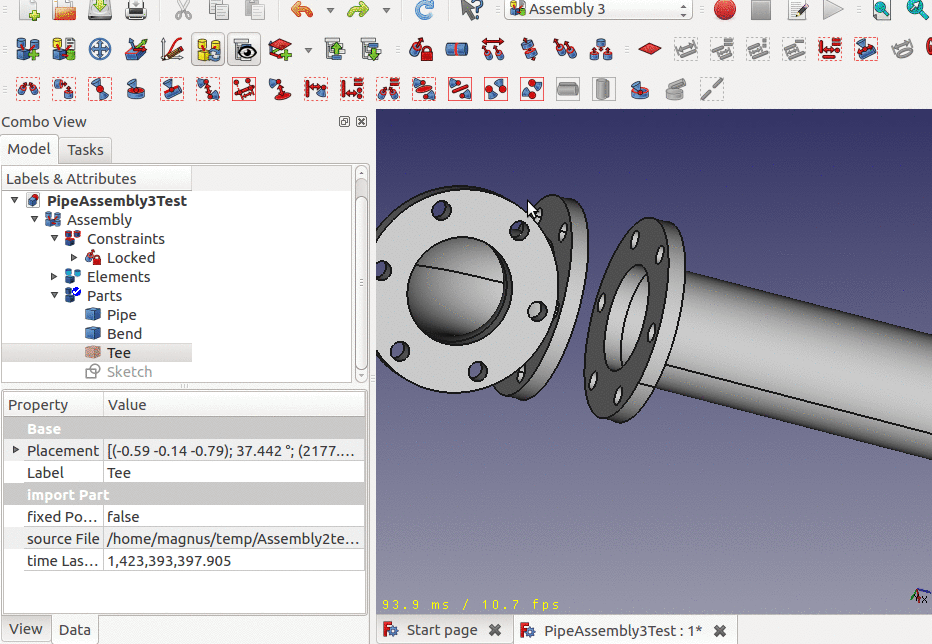 Assembly 3
Combo View
Model
Tasks
Labels & Attributes
PipeAssembly3Test
Assembly
Constraints
Locked
Elements
Parts
Pipe
Bend
Tee
Sketch
Property Value
Base
Placement [(-0.59 -0.14 -0.79); 37.442 °; (2177....
Label Tee
import Part
fixed Po... false
source File /home/magnus/temp/Assembly2te...
time Las... 1,423,393,397.905
93.9 ms / 10.7 fps
View Data
Start page
PipeAssembly3Test : 1*